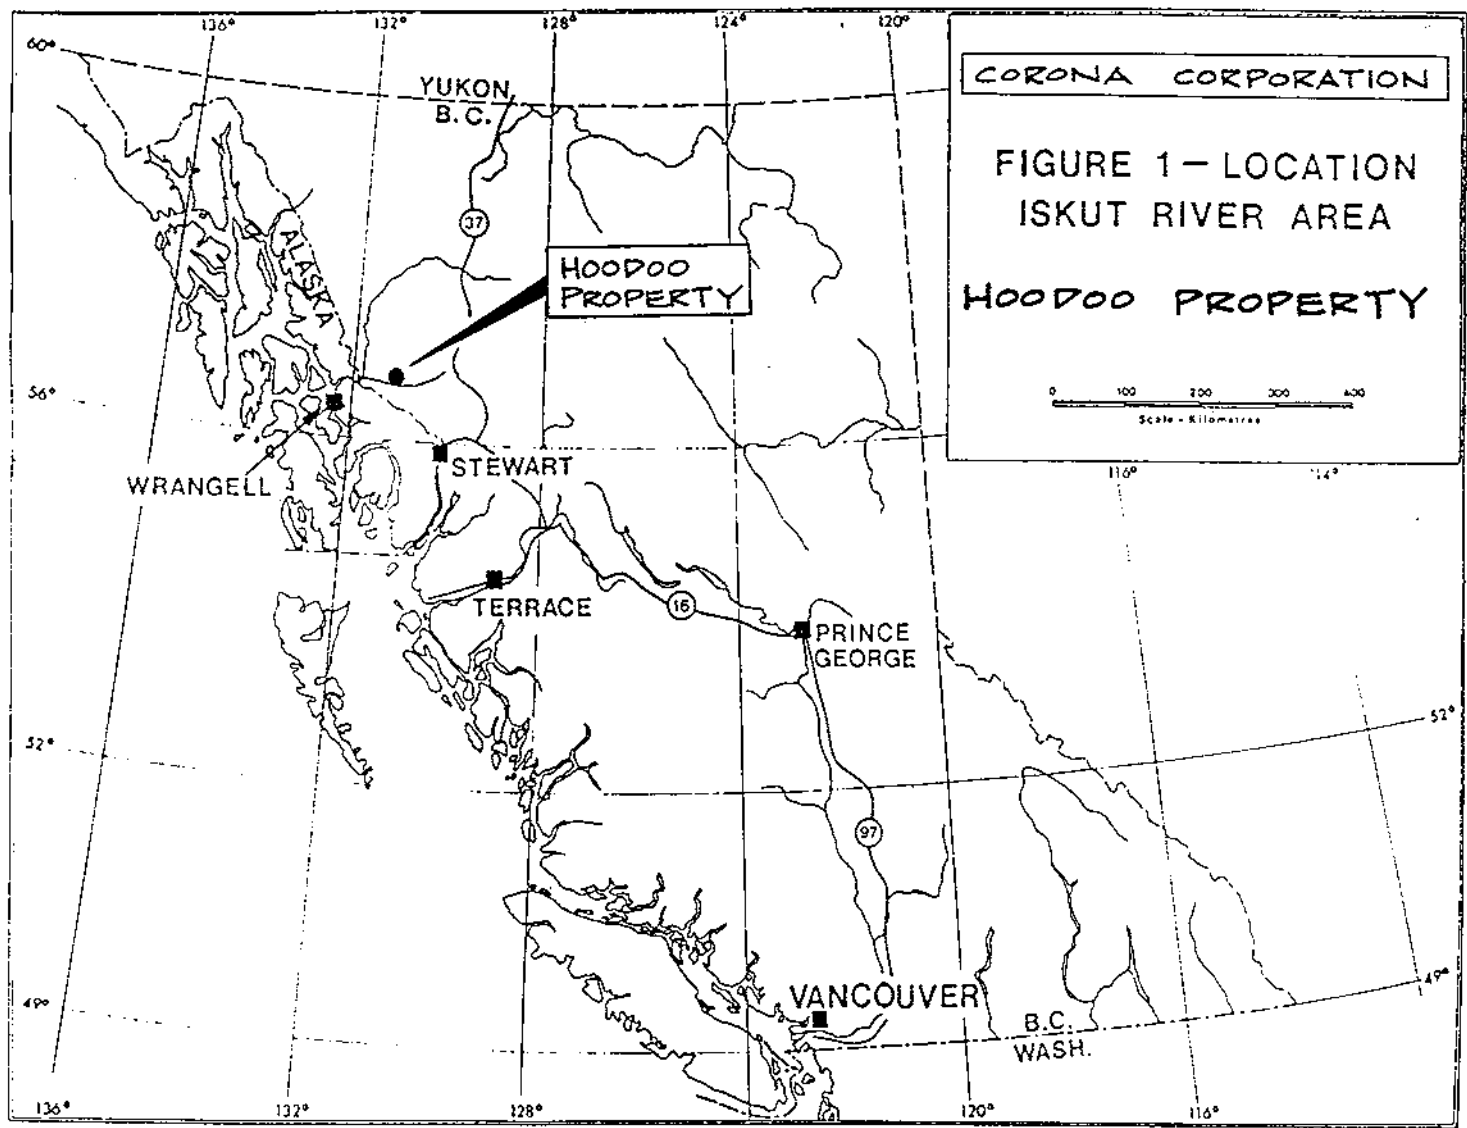 136°
132°
128°
124°
120°
60°
YUKON
B.C.
CORONA CORPORATION
FIGURE 1 — LOCATION
ISKUT RIVER AREA
HOODOO PROPERTY
0 100 200 300 400
Scale - Kilometres
37
ALASKA
HOODOO
PROPERTY
56°
WRANGELL
STEWART
116°
TERRACE
16
PRINCE
GEORGE
52°
52°
97
VANCOUVER
49°
49°
B.C.
WASH.
136°
132°
128°
120°
116°